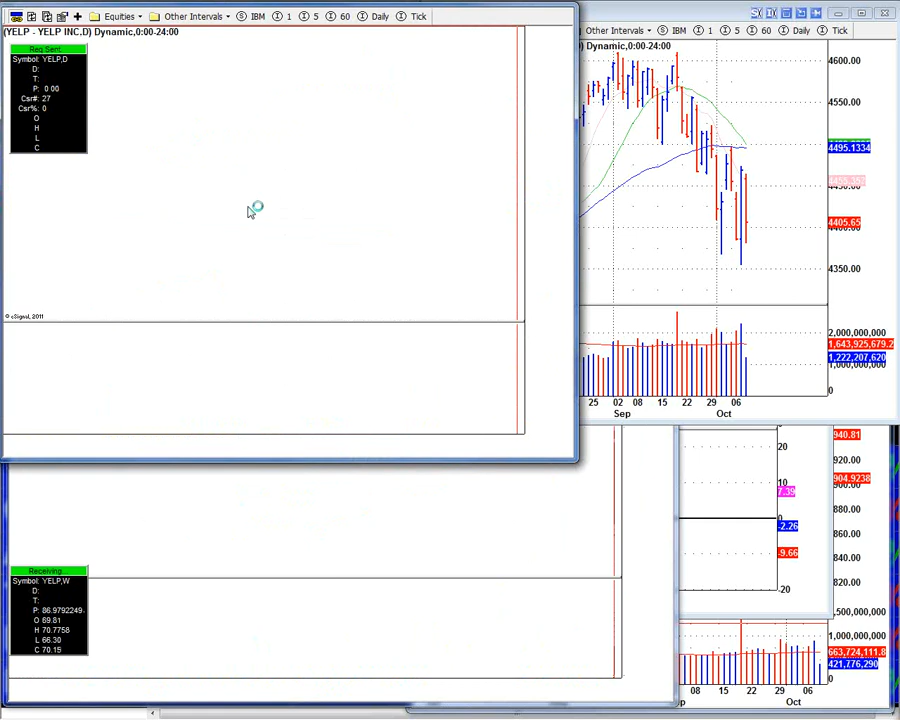 Equities Other Intervals S IBM 1 5 60 Daily Tick
(YELP - YELP INC.D) Dynamic,0:00-24:00
Req Sent
Symbol: YELP,D
D:
T:
P: 0.00
Csr#: 27
Csr%: 0
O
H
L
C
© eSignal, 2011
Other Intervals S IBM 1 5 60 Daily Tick
D) Dynamic,0:00-24:00
4600.00
4550.00
4495.1334
4450.00
4405.65
4400.00
4350.00
2,000,000,000
1,643,925,679.2
1,222,207,620
1,000,000,000
0
25 02 08 15 22 29 06
Sep Oct
Receiving...
Symbol: YELP,W
D:
T:
P: 86.9792249
O 69.81
H 70.7758
L 66.30
C 70.15
20
10
7.39
0
-2.26
-9.66
-20
940.81
920.00
904.9238
900.00
880.00
860.00
840.00
820.00
,500,000,000
1,000,000,000
663,724,111.8
421,776,290
0
08 15 22 29 06
Oct